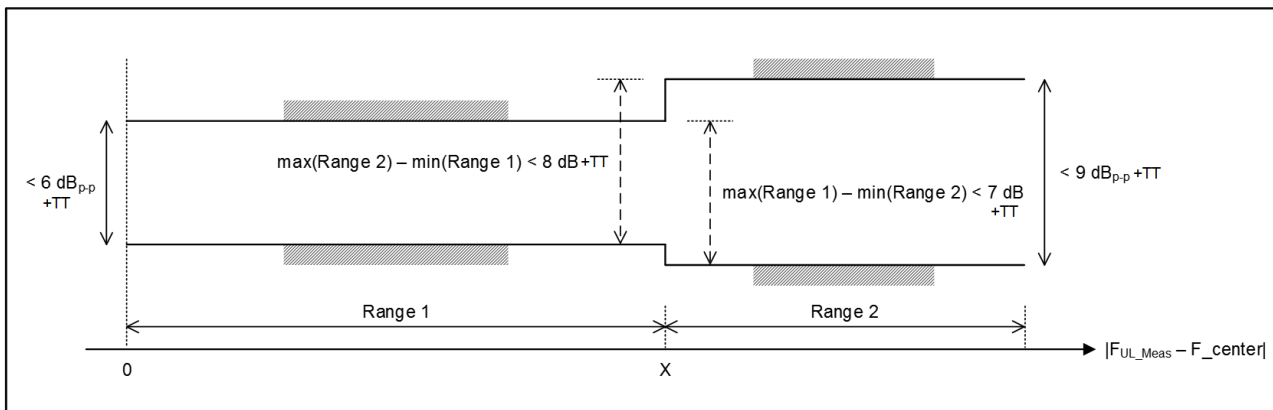 max(Range 2) – min(Range 1) < 8 dB +TT
< 6 dBp-p
+TT
max(Range 1) – min(Range 2) < 7 dB
+TT
< 9 dBp-p +TT
Range 1
Range 2
0
X
|FUL_Meas – F_center|